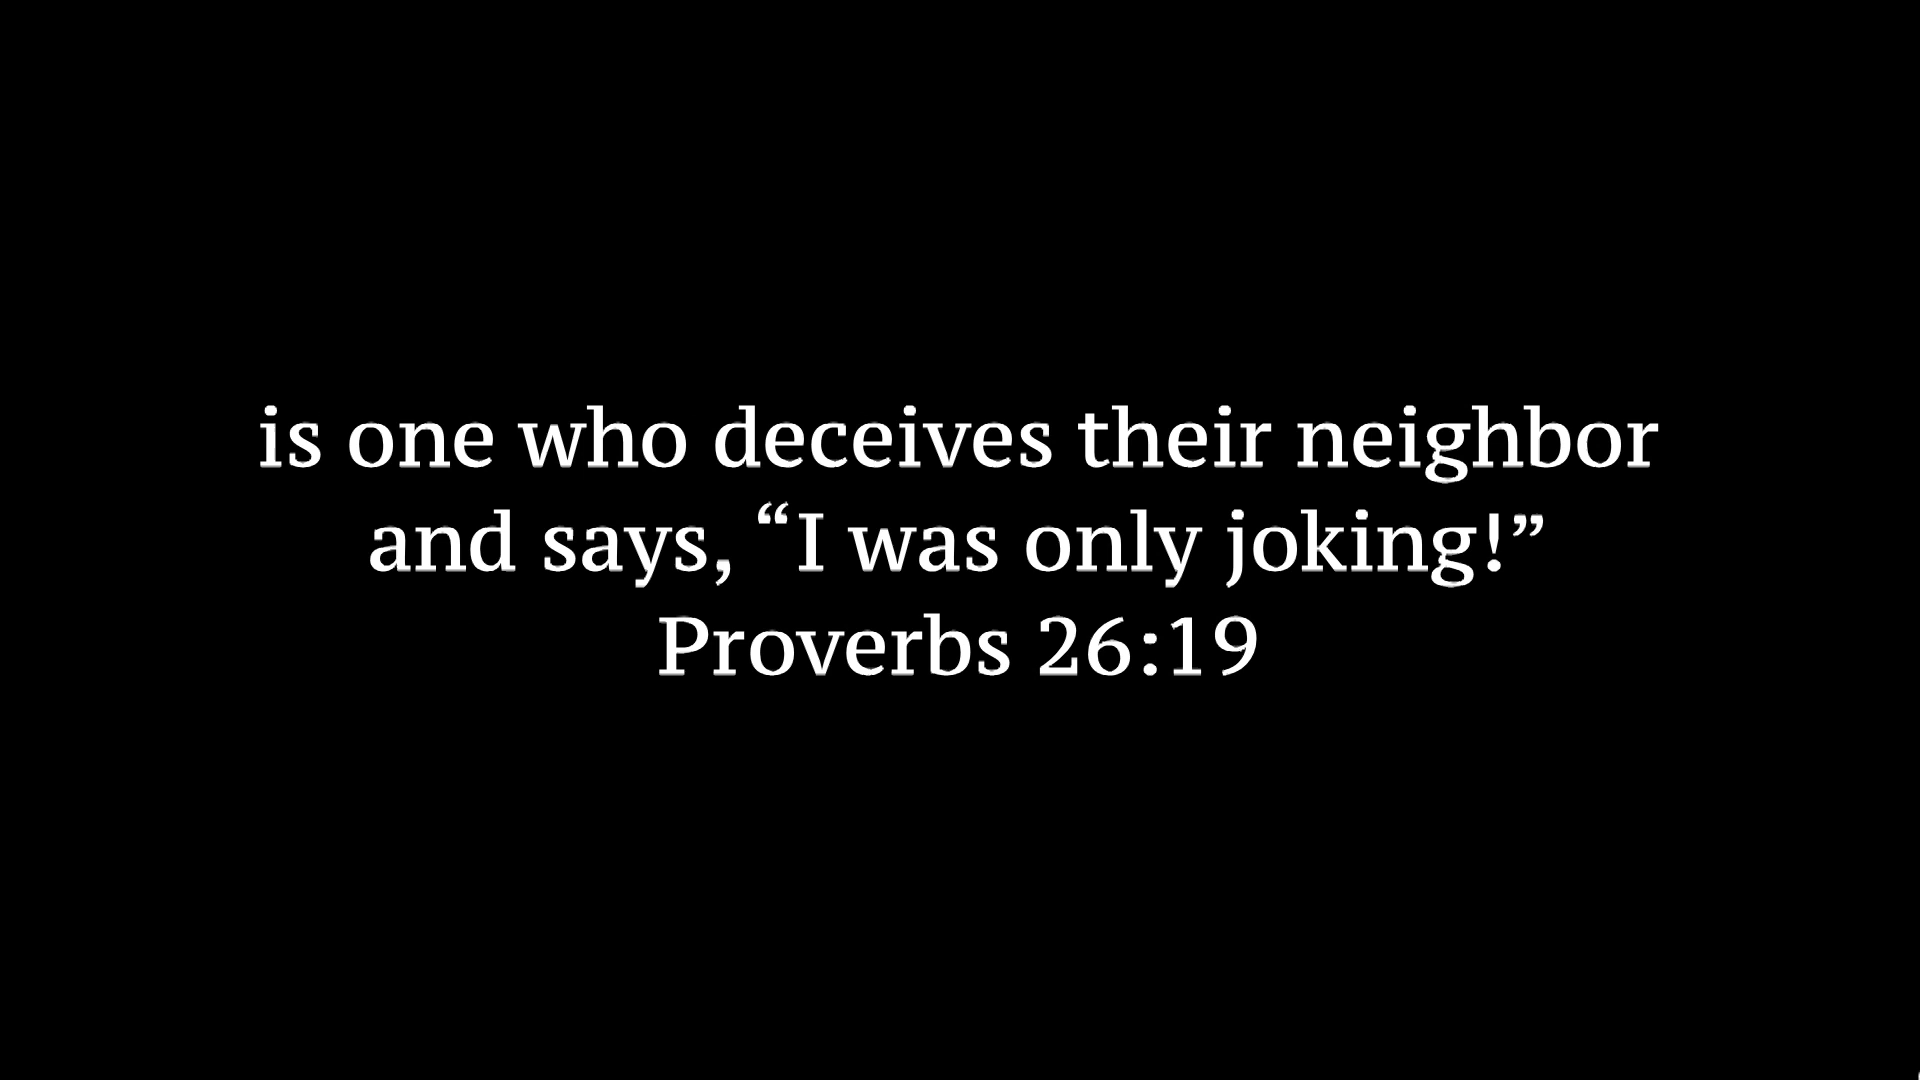 is one who deceives their neighbor
and says, “I was only joking!”
Proverbs 26:19